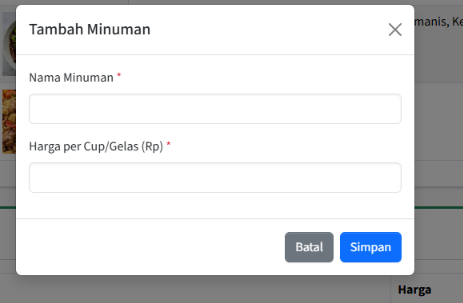 Tambah Minuman
manis, Ke
Nama Minuman *
Harga per Cup/Gelas (Rp) *
Batal Simpan
Harga